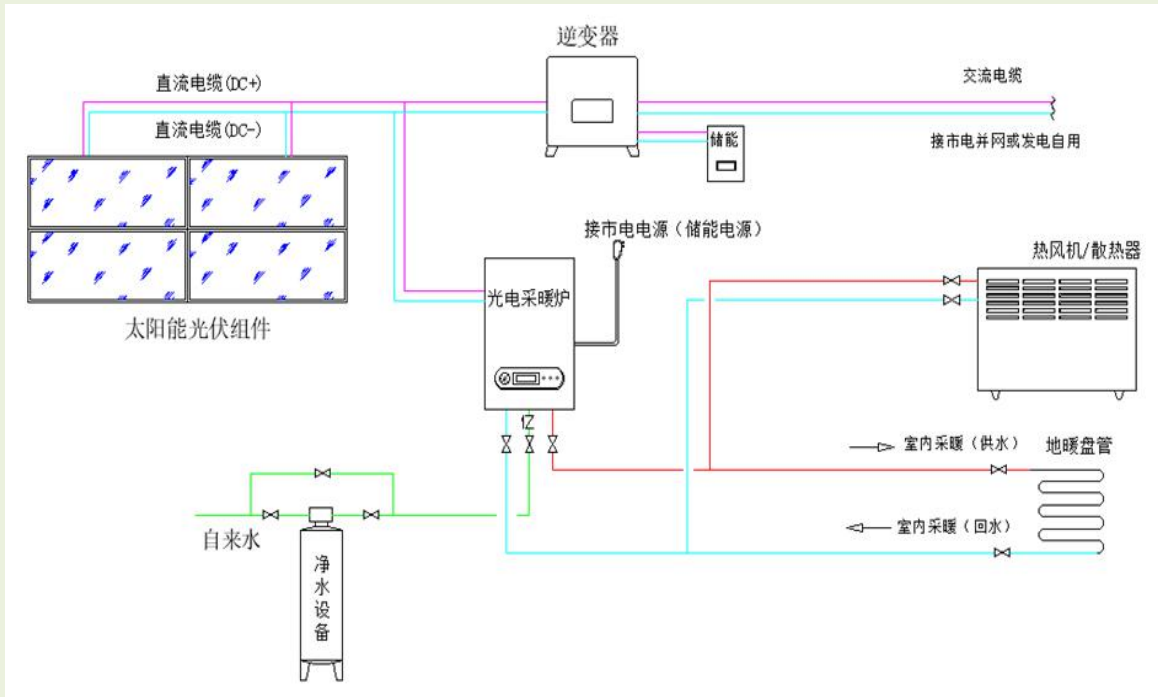 逆变器
直流电缆(DC+)
交流电缆
直流电缆(DC-)
储能
接市电并网或发电自用
接市电电源（储能电源）
热风机/散热器
光电采暖炉
太阳能光伏组件
室内采暖（供水）
地暖盘管
室内采暖（回水）
自来水
净水设备